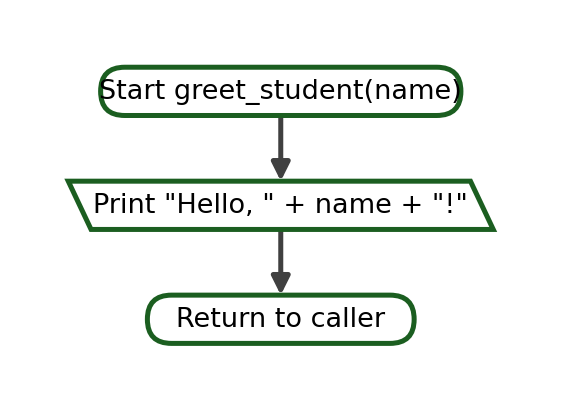 Start greet_student(name)
Print "Hello, " + name + "!"
Return to caller